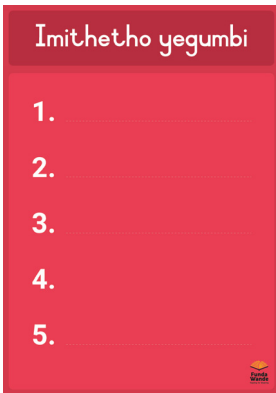 Imithetho yegumbi
1.
2.
3.
4.
5.
Funda
Wande